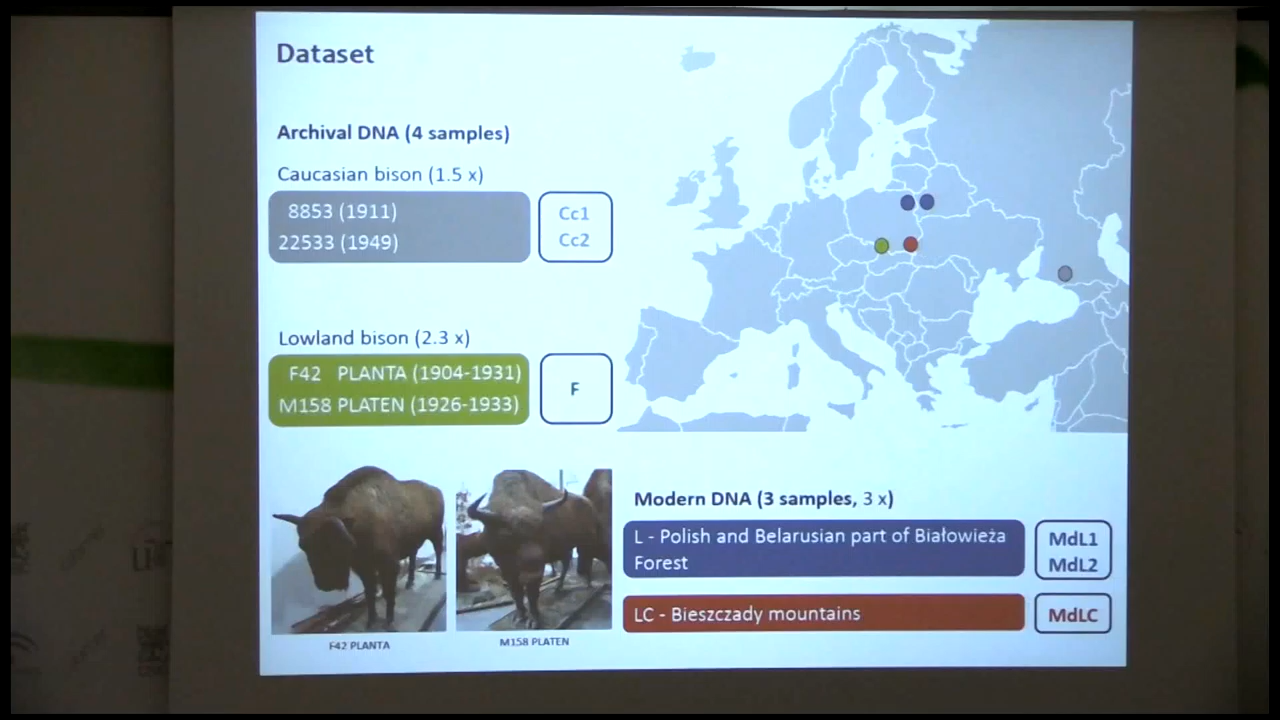 Dataset
Archival DNA (4 samples)
Caucasian bison (1.5 x)
8853 (1911)
22533 (1949)
Cc1
Cc2
Lowland bison (2.3 x)
F42 PLANTA (1904-1931)
M158 PLATEN (1926-1933)
F
F42 PLANTA
M158 PLATEN
Modern DNA (3 samples, 3 x)
L - Polish and Belarusian part of Białowieża
Forest
MdL1
MdL2
LC - Bieszczady mountains
MdLC